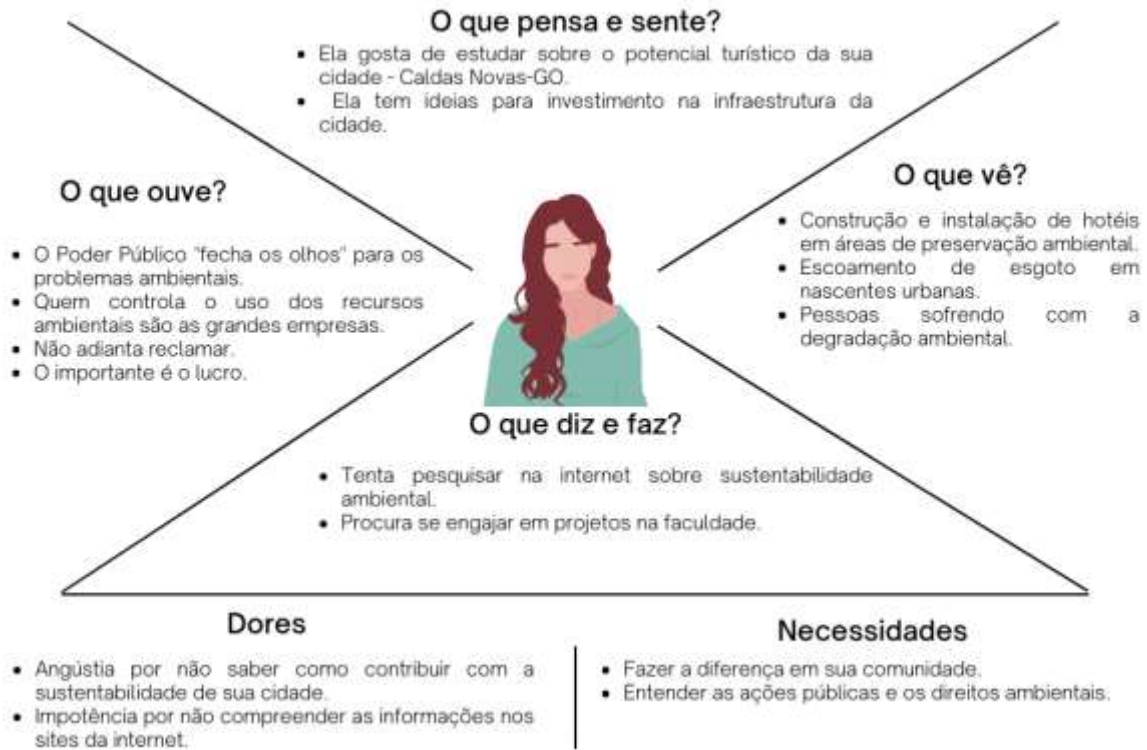 O que pensa e sente?
• Ela gosta de estudar sobre o potencial turístico da sua
cidade - Caldas Novas-GO.
• Ela tem ideias para investimento na infraestrutura da
cidade.
O que ouve?
• O Poder Público "fecha os olhos" para os
problemas ambientais.
• Quem controla o uso dos recursos
ambientais são as grandes empresas.
• Não adianta reclamar.
• O importante é o lucro.
O que vê?
• Construção e instalação de hotéis
em áreas de preservação ambiental.
• Escoamento de esgoto em
nascentes urbanas.
• Pessoas sofrendo com a
degradação ambiental.
O que diz e faz?
• Tenta pesquisar na internet sobre sustentabilidade
ambiental.
• Procura se engajar em projetos na faculdade.
Dores
• Angústia por não saber como contribuir com a
sustentabilidade de sua cidade.
• Impotência por não compreender as informações nos
sites da internet.
Necessidades
• Fazer a diferença em sua comunidade.
• Entender as ações públicas e os direitos ambientais.